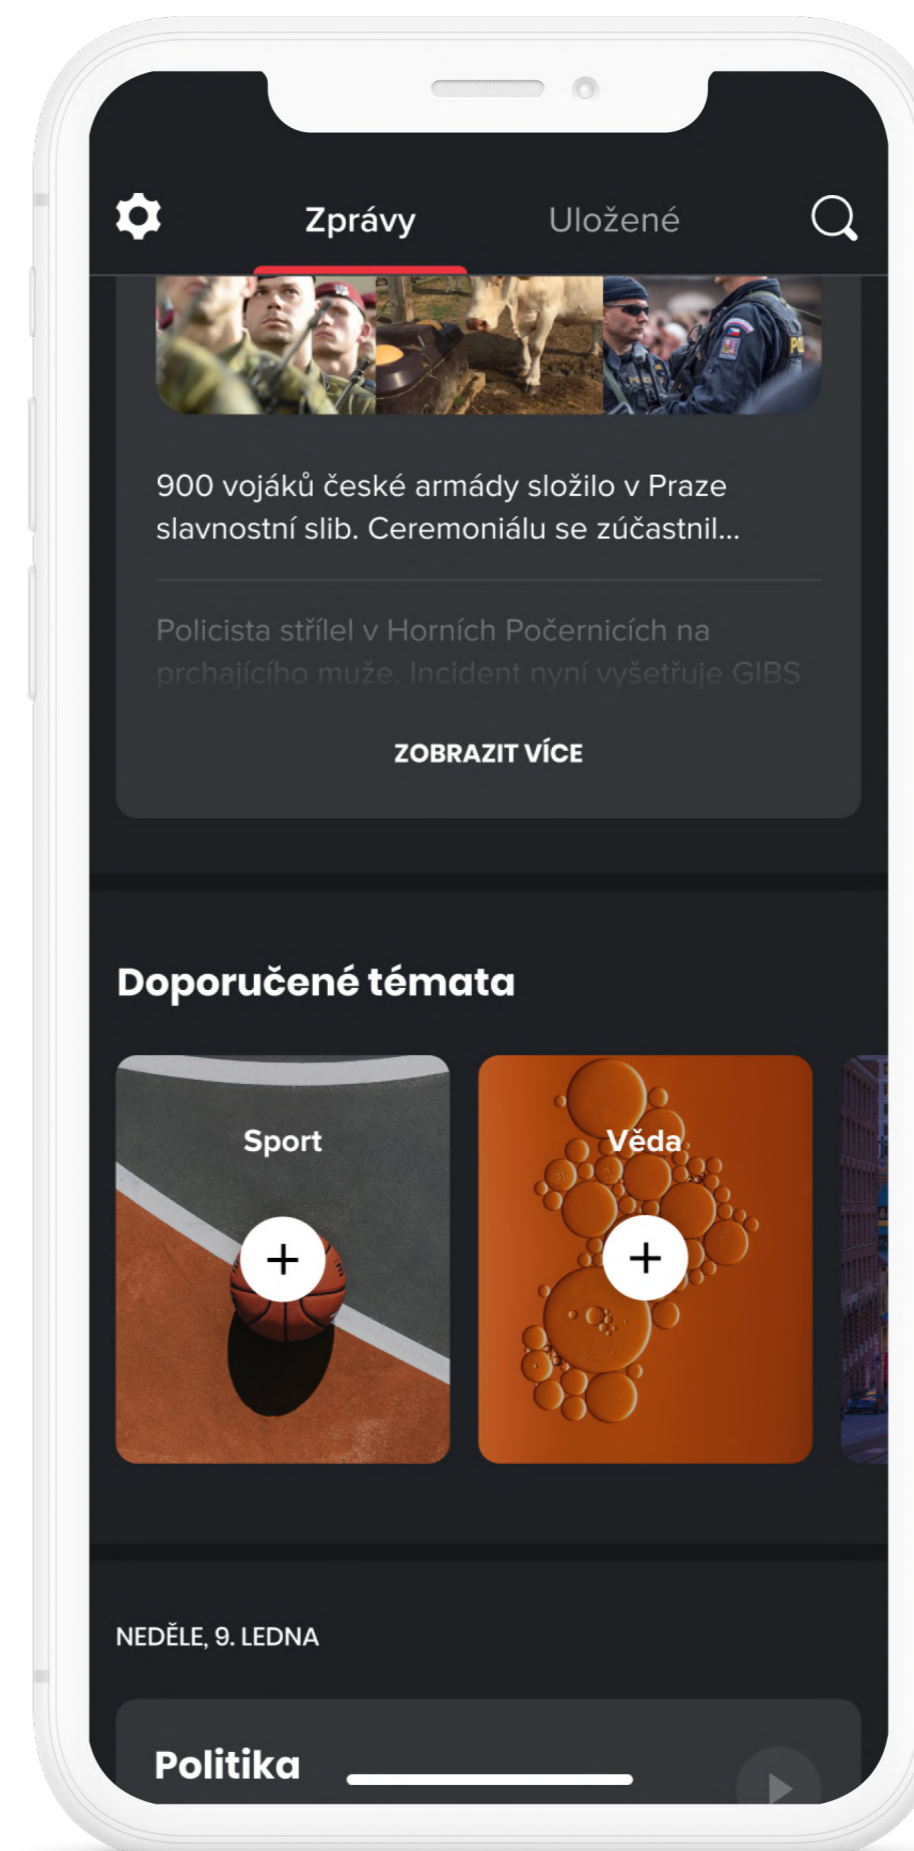 Zprávy
Uložené
900 vojáků české armády složilo v Praze
slavnostní slib. Ceremoniálu se zúčastnil...
Policista střílel v Horních Počernicích na
prchajícího muže. Incident nyní vyšetřuje GIBS
ZOBRAZIT VÍCE
Doporučené témata
Sport
Věda
NEDĚLE, 9. LEDNA
Politika